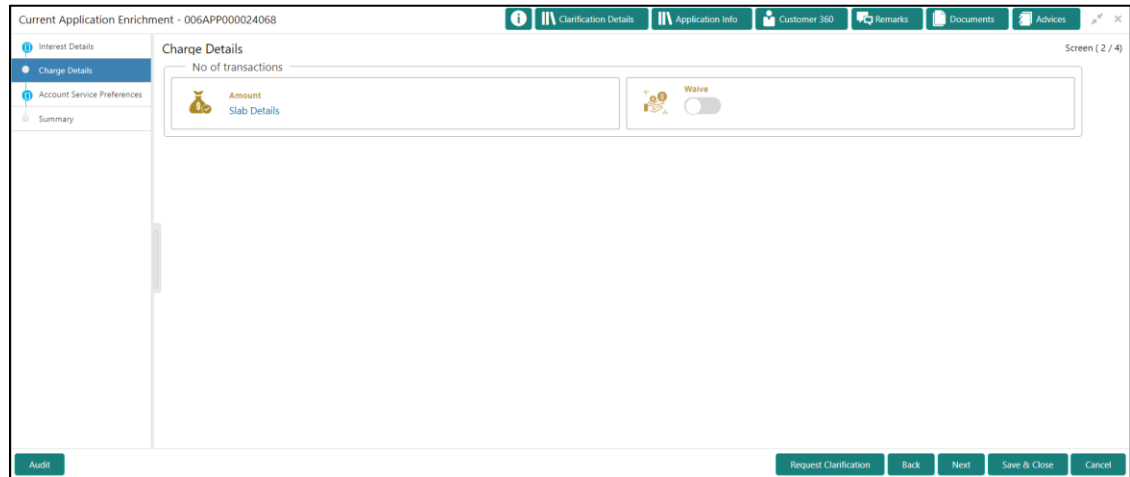 Current Application Enrichment - 006APP000024068
Clarification Details
Application Info
Customer 360
Remarks
Documents
Advices
Interest Details
Charge Details
Account Service Preferences
Summary
Charge Details
Screen ( 2 / 4)
No of transactions
Amount
Slab Details
Waive
Audit
Request Clarification
Back
Next
Save & Close
Cancel